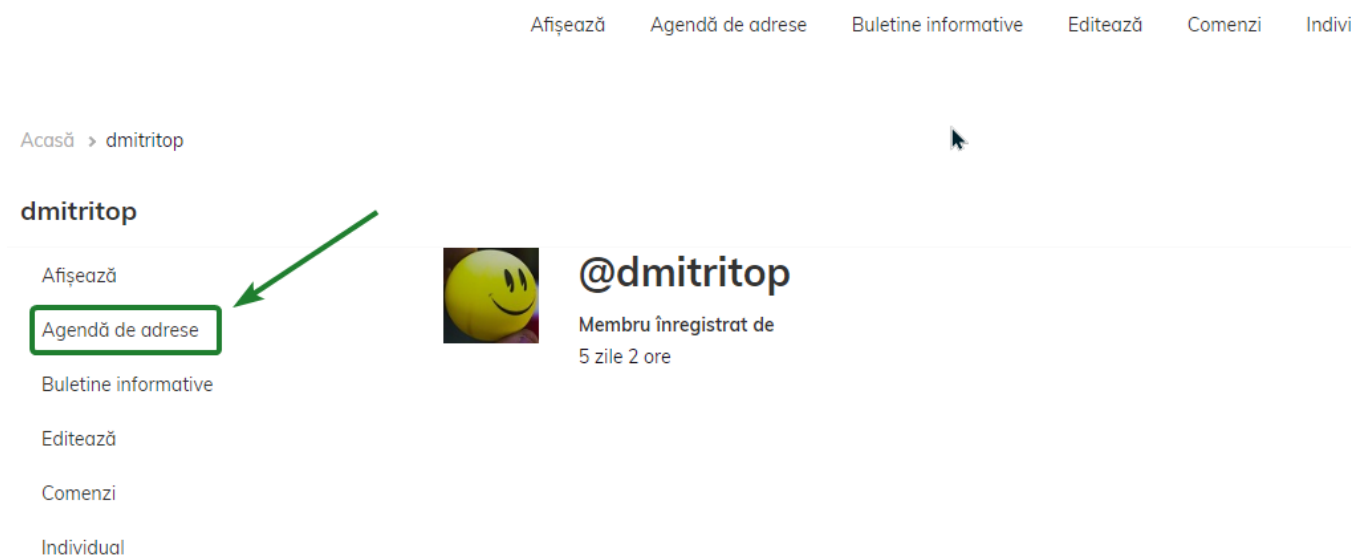 Afișează Agendă de adrese Buletine informative Editează Comenzi Indivi
Acasă > dmitritop
dmitritop
Afișează
Agendă de adrese
Buletine informative
Editează
Comenzi
Individual
@dmitritop
Membru înregistrat de
5 zile 2 ore